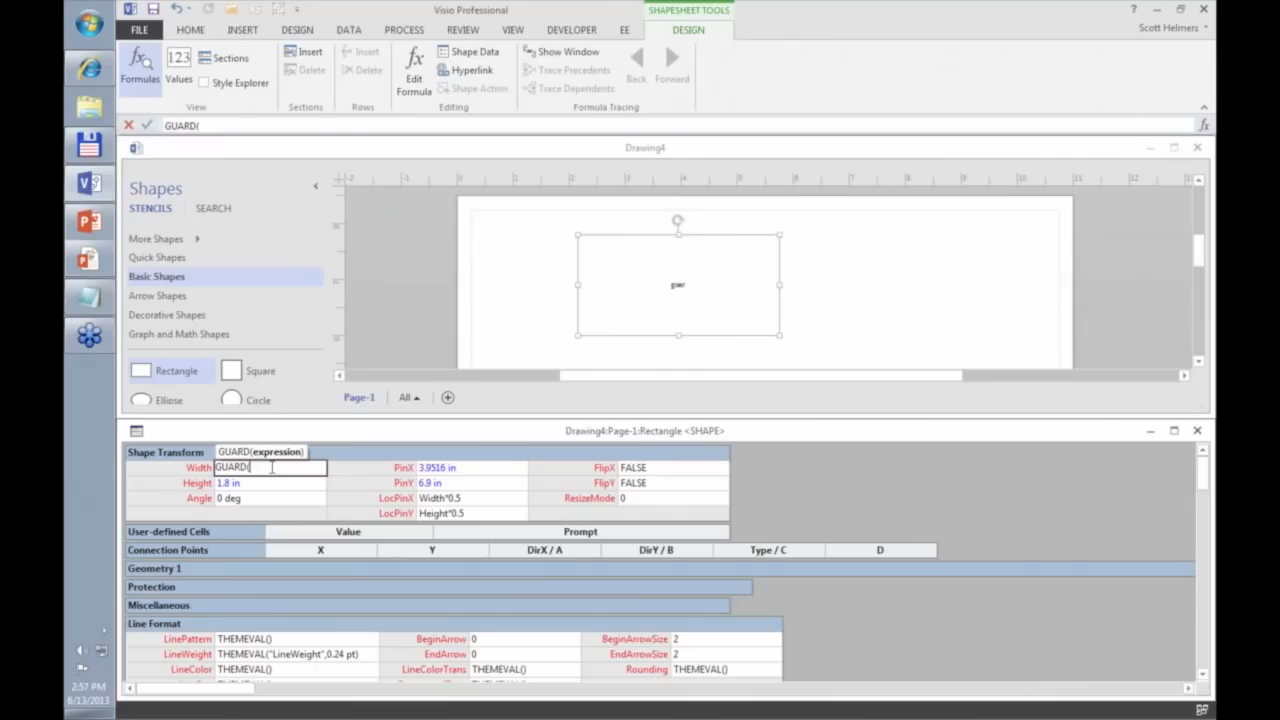 Visio Professional
SHAPESHEET TOOLS
Scott Helmers
FILE HOME INSERT DESIGN DATA PROCESS REVIEW VIEW DEVELOPER EE DESIGN
Formulas
123
Values
Sections
Style Explorer
View
Insert
Delete
Sections
Insert
Delete
Rows
Edit Formula
Shape Data
Hyperlink
Shape Action
Editing
Show Window
Trace Precedents
Trace Dependents
Back
Forward
Formula Tracing
GUARD(
Drawing4
Shapes
STENCILS SEARCH
More Shapes
Quick Shapes
Basic Shapes
Arrow Shapes
Decorative Shapes
Graph and Math Shapes
Rectangle Square
Ellipse Circle
Page-1 All
Drawing4:Page-1:Rectangle <SHAPE>
Shape Transform GUARD(expression)
Width GUARD( PinX 3.9516 in FlipX FALSE
Height 1.8 in PinY 6.9 in FlipY FALSE
Angle 0 deg LocPinX Width*0.5 ResizeMode 0
LocPinY Height*0.5
User-defined Cells Value Prompt
Connection Points X Y DirX / A DirY / B Type / C D
Geometry 1
Protection
Miscellaneous
Line Format
LinePattern THEMEVAL() BeginArrow 0 BeginArrowSize 2
LineWeight THEMEVAL("LineWeight",0.24 pt) EndArrow 0 EndArrowSize 2
LineColor THEMEVAL() LineColorTrans THEMEVAL() Rounding THEMEVAL()
2:57 PM
6/13/2013